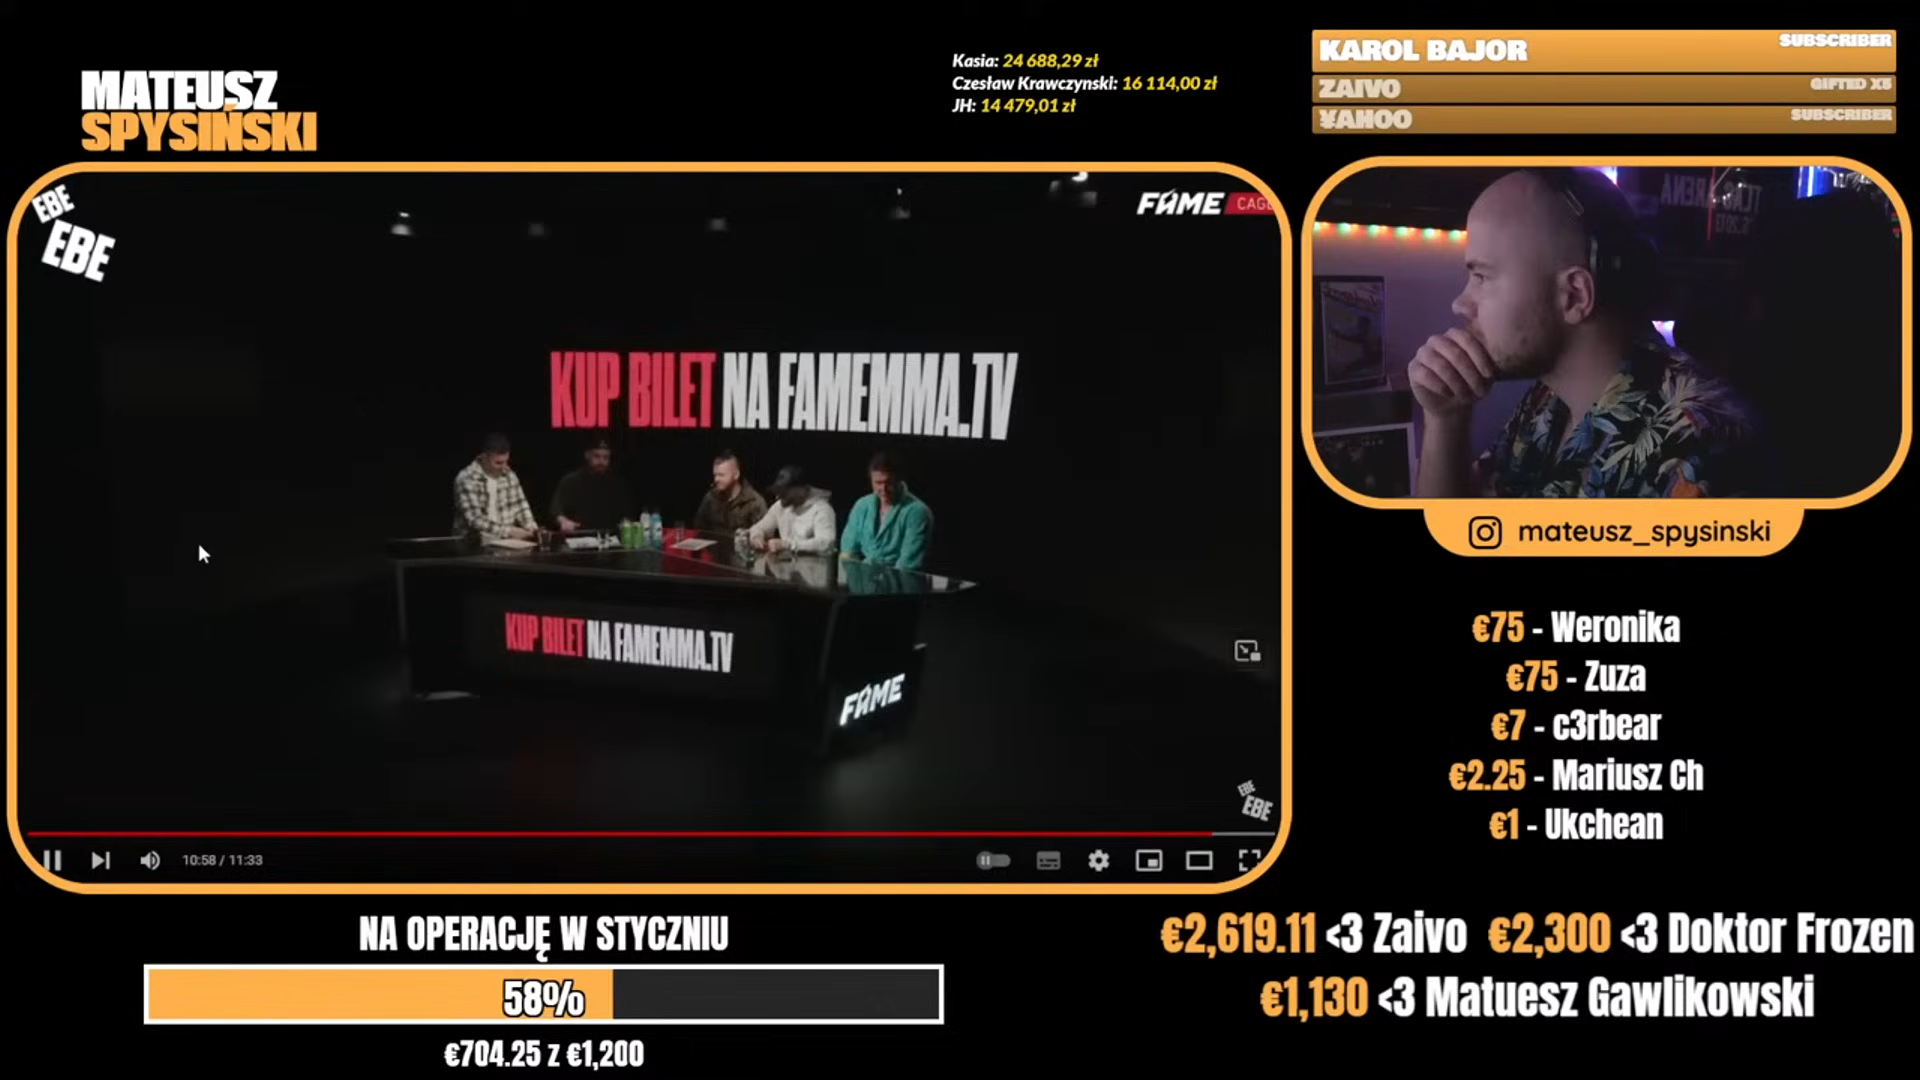 MATEUSZ
SPYSIŃSKI
Kasia: 24 688,29 zł
Czesław Krawczynski: 16 114,00 zł
JH: 14 479,01 zł
KAROL BAJOR SUBSCRIBER
ZAIVO GIFTED X5
¥AHOO SUBSCRIBER
EBE
EBE
FAME CAGE
KUP BILET NA FAMEMMA.TV
KUP BILET NA FAMEMMA.TV
FAME
EBE
EBE
10:58 / 11:33
mateusz_spysinski
€75 - Weronika
€75 - Zuza
€7 - c3rbear
€2.25 - Mariusz Ch
€1 - Ukchean
NA OPERACJĘ W STYCZNIU
58%
€704.25 z €1,200
€2,619.11 <3 Zaivo €2,300 <3 Doktor Frozen
€1,130 <3 Matuesz Gawlikowski